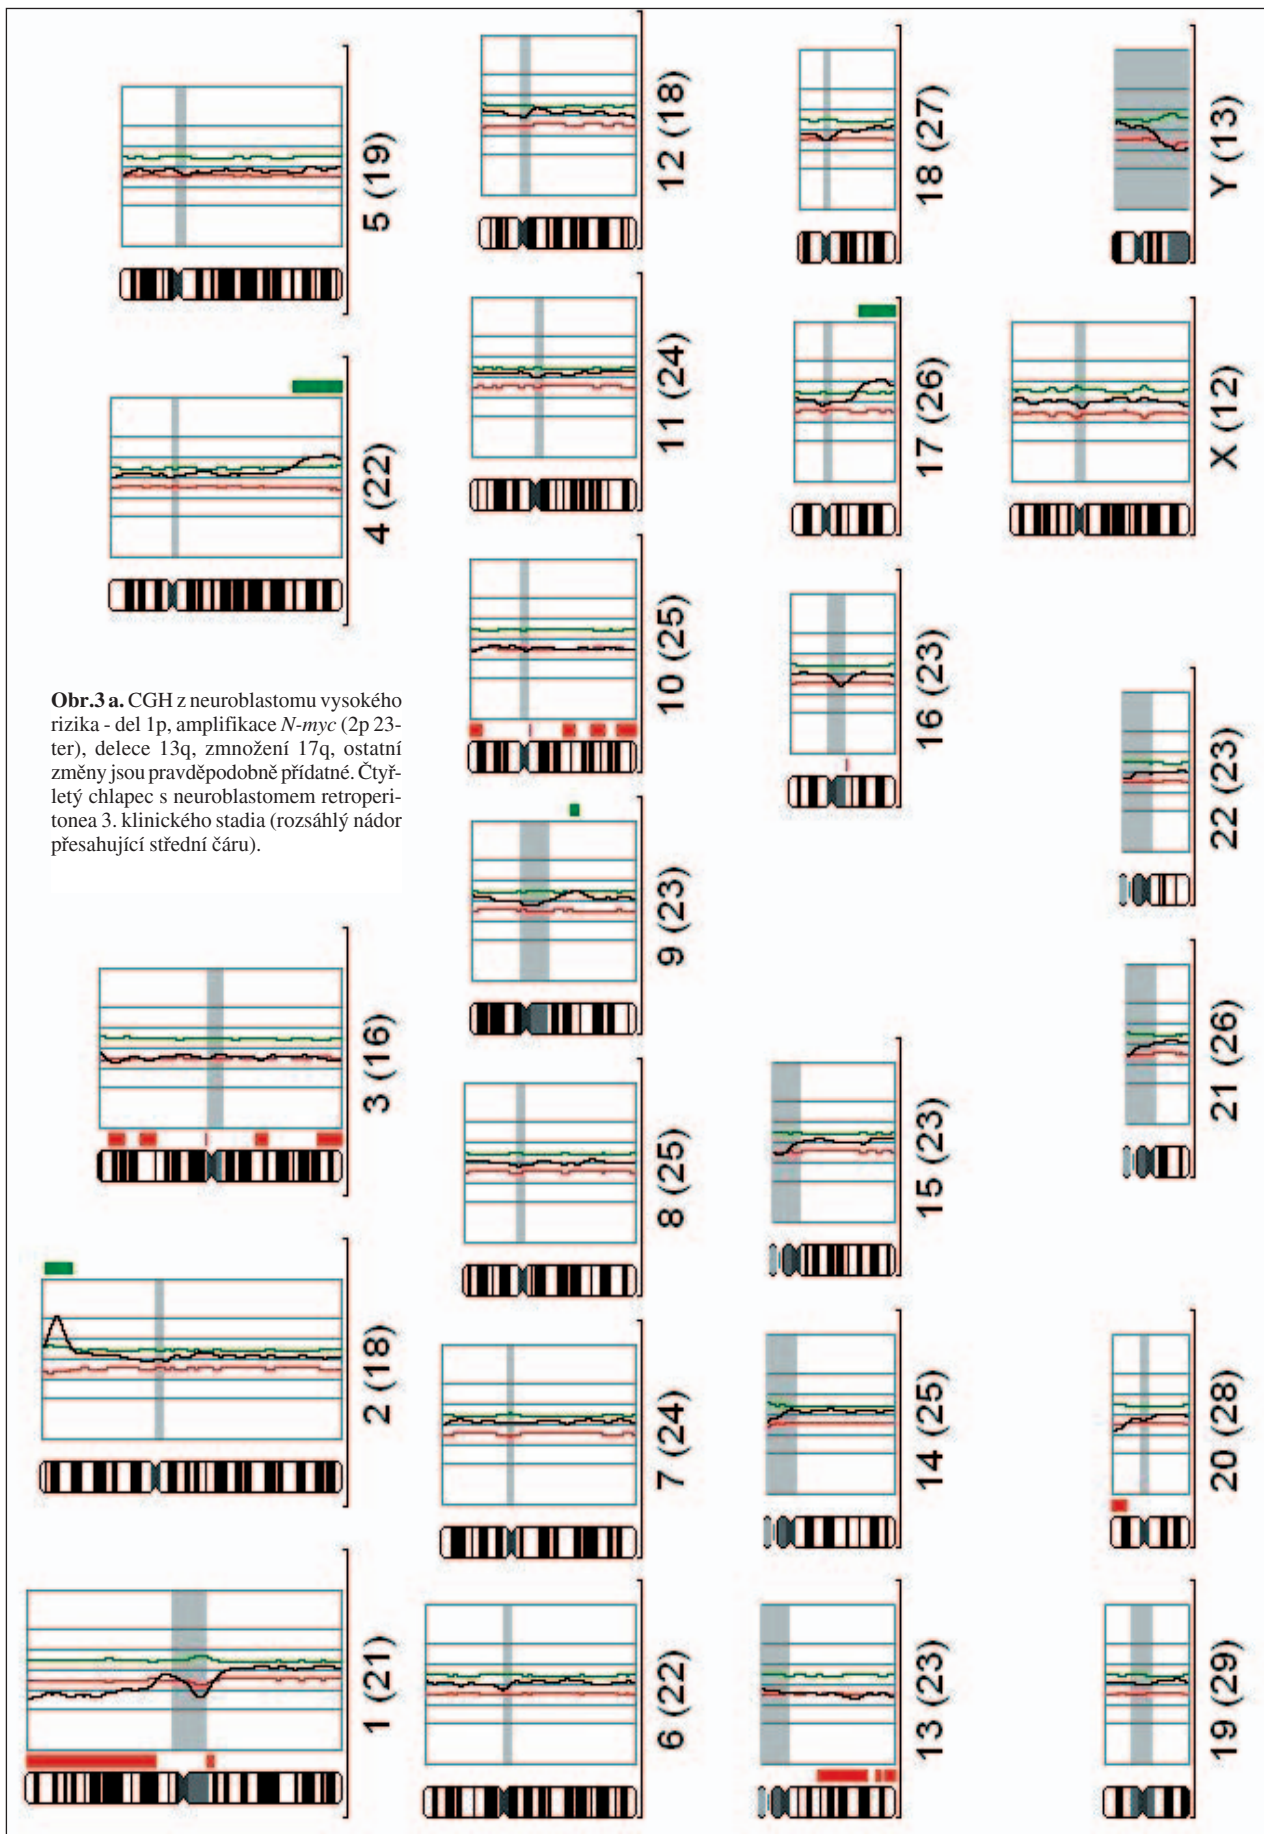 1 (21)
2 (18)
3 (16)
Obr.3 a. CGH z neuroblastomu vysokého
rizika - del 1p, amplifikace N-myc (2p 23-
ter), delece 13q, zmnožení 17q, ostatní
změny jsou pravděpodobně přídatné. Čtyř-
letý chlapec s neuroblastomem retroperi-
tonea 3. klinického stadia (rozsáhlý nádor
přesahující střední čáru).
4 (22)
5 (19)
6 (22)
7 (24)
8 (25)
9 (23)
10 (25)
11 (24)
12 (18)
13 (23)
14 (25)
15 (23)
16 (23)
17 (26)
18 (27)
19 (29)
20 (28)
21 (26)
22 (23)
X (12)
Y (13)